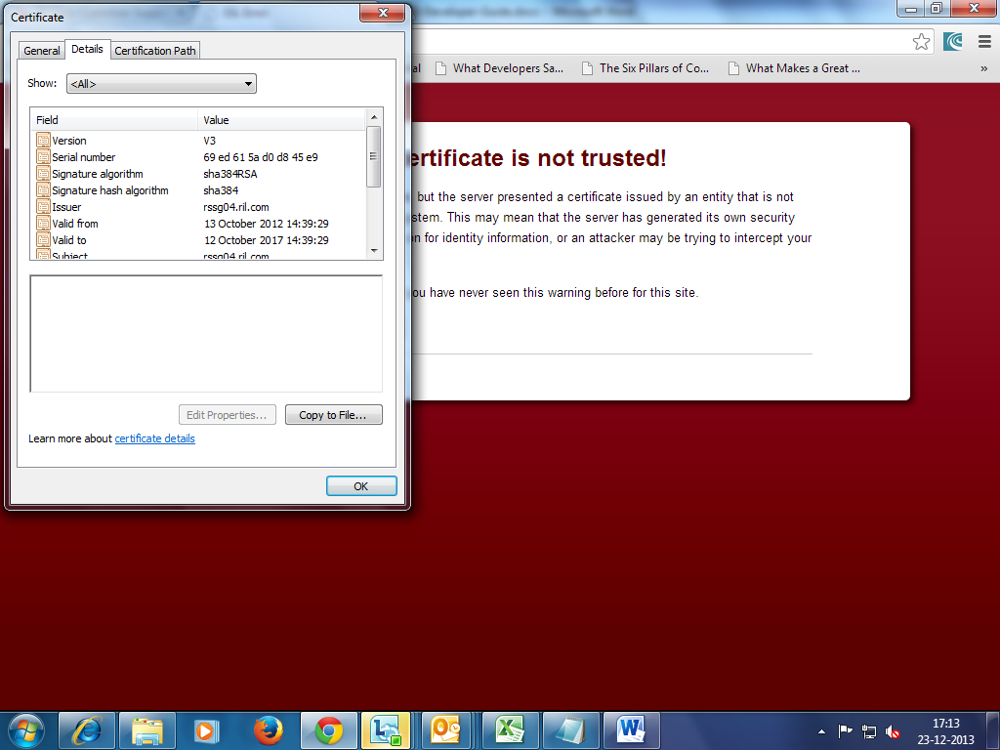 Certificate
General Details Certification Path
Show: <All>
Field Value
Version V3
Serial number 69 ed 61 5a d0 d8 45 e9
Signature algorithm sha384RSA
Signature hash algorithm sha384
Issuer rssg04.ril.com
Valid from 13 October 2012 14:39:29
Valid to 12 October 2017 14:39:29
Subject rssg04.ril.com
Edit Properties... Copy to File...
Learn more about certificate details
OK
al What Developers Sa... The Six Pillars of Co... What Makes a Great ... »
ertificate is not trusted!
but the server presented a certificate issued by an entity that is not
stem. This may mean that the server has generated its own security
on for identity information, or an attacker may be trying to intercept your
ou have never seen this warning before for this site.
17:13
23-12-2013